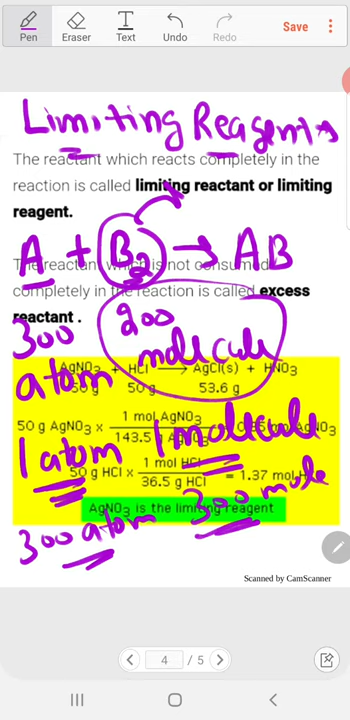 Save
Pen Eraser Text Undo Redo
Limiting Reagents
The reactant which reacts completely in the
reaction is called limiting reactant or limiting
reagent.
A + B2 → AB
The reactant which is not consumed
completely in the reaction is called excess
reactant .
300 atom
200 molecule
AgNO3 + HCl → AgCl(s) + HNO3
50 g 50 g 53.6 g
50 g AgNO3 x 1 mol AgNO3
143.5
1 atom 1 molecule
50 g HCl x 1 mol HCl
36.5 g HCl
= 1.37 mol
AgNO3 is the limiting reagent
300 atom 300 mole
Scanned by CamScanner
4 / 5